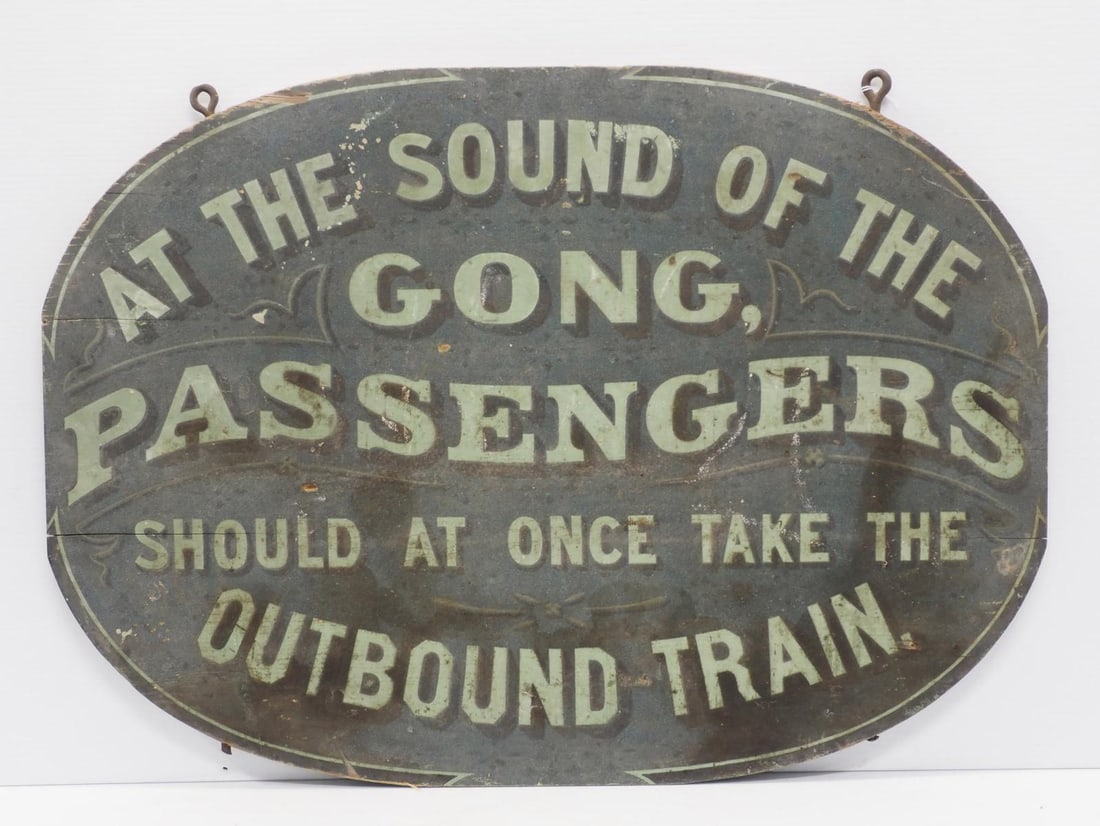 AT THE SOUND OF THE
GONG,
PASSENGERS
SHOULD AT ONCE TAKE THE
OUTBOUND TRAIN.